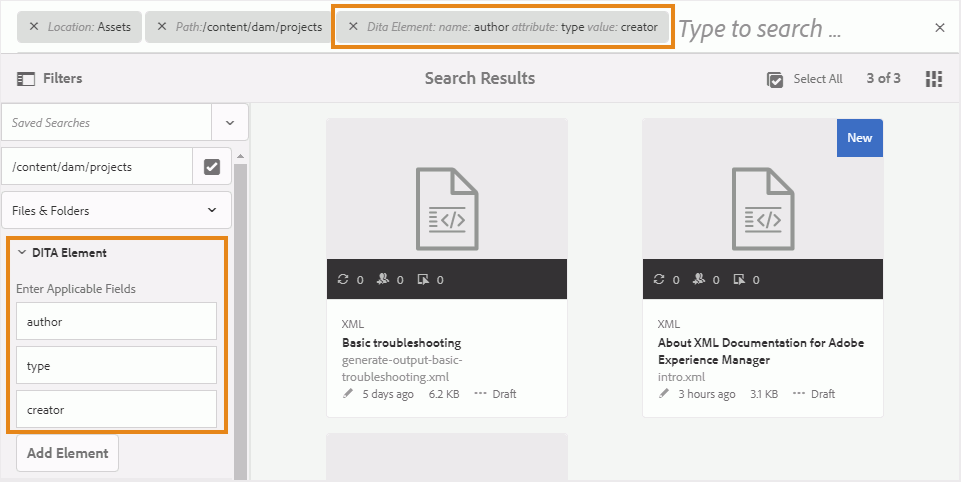 Location: Assets
Path:/content/dam/projects
Dita Element: name: author attribute: type value: creator
Type to search ...
Filters
Search Results
Select All
3 of 3
Saved Searches
/content/dam/projects
Files & Folders
DITA Element
Enter Applicable Fields
author
type
creator
Add Element
0 0 0
XML
Basic troubleshooting
generate-output-basic-
troubleshooting.xml
5 days ago 6.2 KB Draft
New
0 0 0
XML
About XML Documentation for Adobe
Experience Manager
intro.xml
3 hours ago 3.1 KB Draft